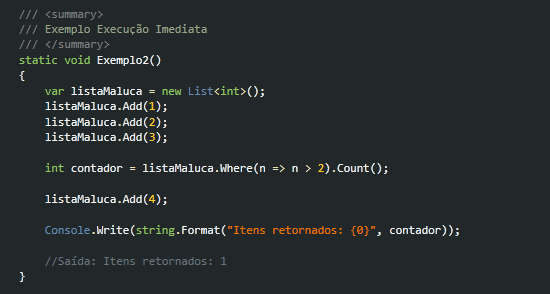 /// <summary>
/// Exemplo Execução Imediata
/// </summary>
static void Exemplo2()
{
    var listaMaluca = new List<int>();
    listaMaluca.Add(1);
    listaMaluca.Add(2);
    listaMaluca.Add(3);

    int contador = listaMaluca.Where(n => n > 2).Count();

    listaMaluca.Add(4);

    Console.Write(string.Format("Itens retornados: {0}", contador));

    //Saída: Itens retornados: 1
}